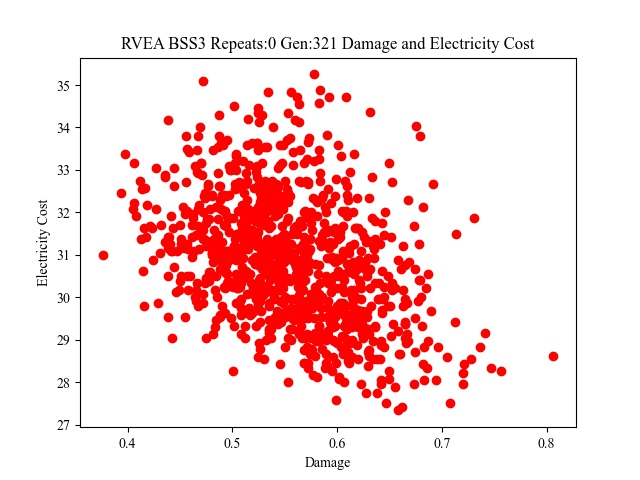 RVEA BSS3 Repeats:0 Gen:321 Damage and Electricity Cost
35
34
33
32
31
30
29
28
27
Electricity Cost
0.4 0.5 0.6 0.7 0.8
Damage